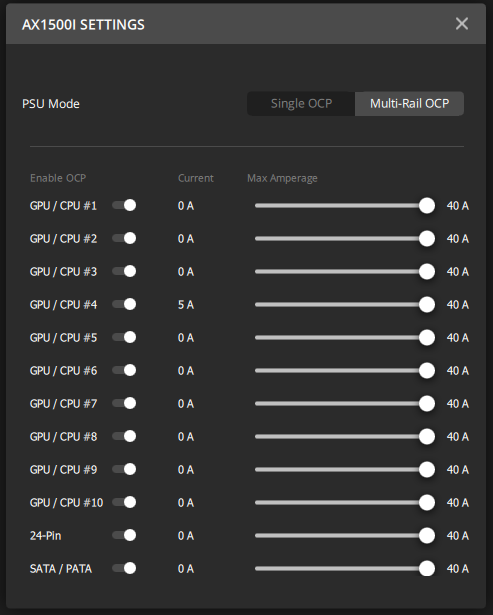 AX1500I SETTINGS
PSU Mode Single OCP Multi-Rail OCP
Enable OCP Current Max Amperage
GPU / CPU #1 0 A 40 A
GPU / CPU #2 0 A 40 A
GPU / CPU #3 0 A 40 A
GPU / CPU #4 5 A 40 A
GPU / CPU #5 0 A 40 A
GPU / CPU #6 0 A 40 A
GPU / CPU #7 0 A 40 A
GPU / CPU #8 0 A 40 A
GPU / CPU #9 0 A 40 A
GPU / CPU #10 0 A 40 A
24-Pin 0 A 40 A
SATA / PATA 0 A 40 A